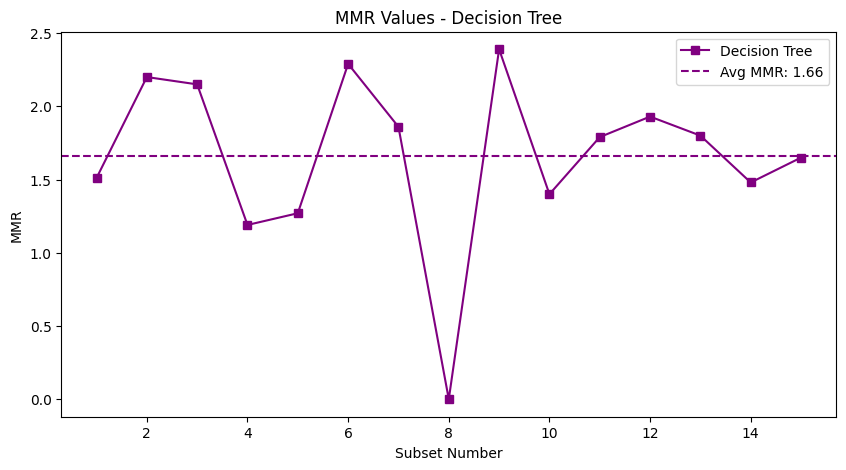 MMR Values - Decision Tree
Decision Tree
Avg MMR: 1.66
2.5
2.0
1.5
1.0
0.5
0.0
MMR
2 4 6 8 10 12 14
Subset Number